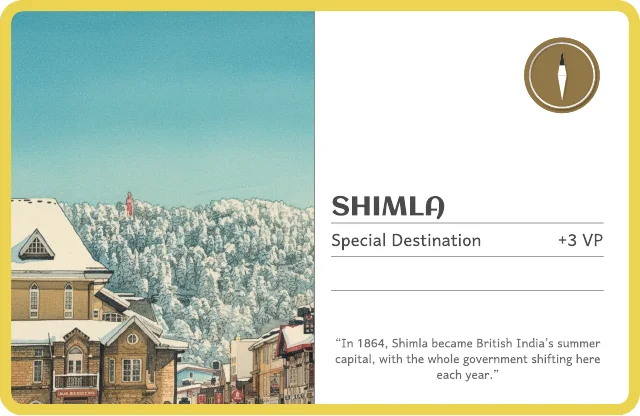 SHIMLA
Special Destination +3 VP
“In 1864, Shimla became British India’s summer
capital, with the whole government shifting here
each year.”